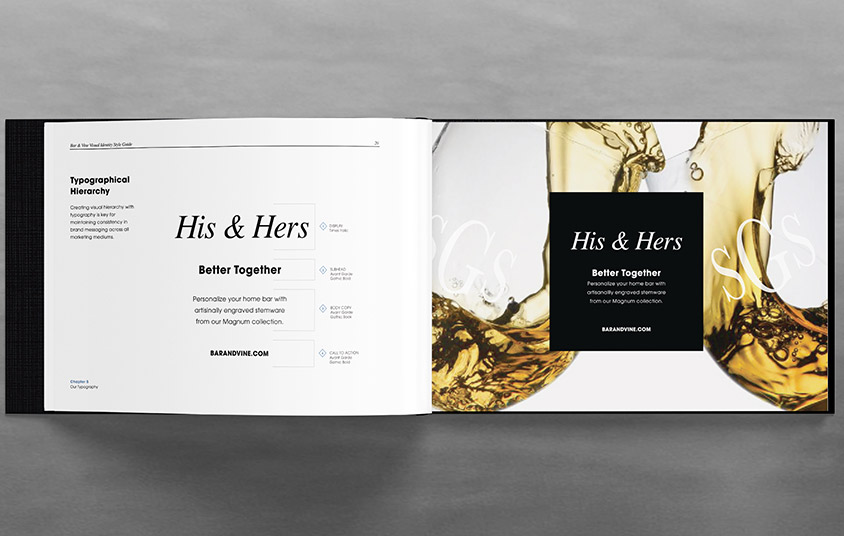 Bar & Vine Visual Identity Style Guide
Typographical
Hierarchy
Creating visual hierarchy with
typography is key for
maintaining consistency in
brand messaging across all
marketing mediums.
His & Hers
DISPLAY
Times Italic
Better Together
SUBHEAD
Avant Garde
Gothic Bold
Personalize your home bar with
artisinally engraved stemware
from our Magnum collection.
BODY COPY
Avant Garde
Gothic Book
BARANDVINE.COM
CALL TO ACTION
Avant Garde
Gothic Bold
Chapter 5
Our Typography
SGS
SGS
His & Hers
Better Together
Personalize your home bar with
artisanally engraved stemware
from our Magnum collection.
BARANDVINE.COM